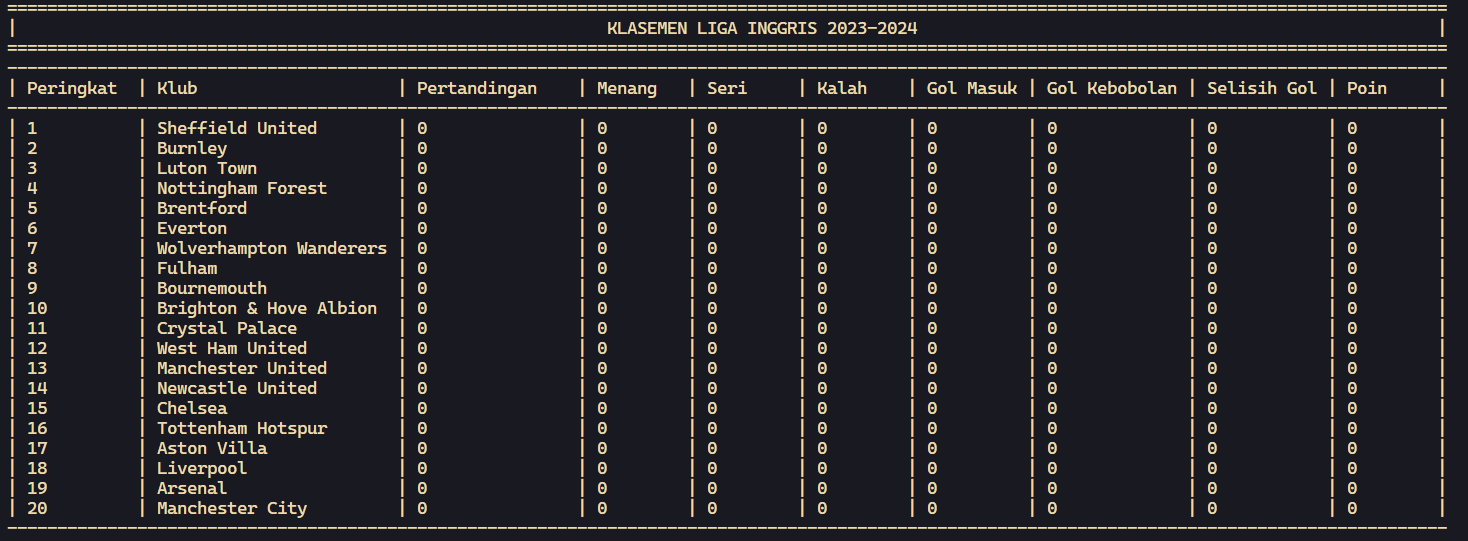 KLASEMEN LIGA INGGRIS 2023-2024
| Peringkat | Klub | Pertandingan | Menang | Seri | Kalah | Gol Masuk | Gol Kebobolan | Selisih Gol | Poin |
| 1 | Sheffield United | 0 | 0 | 0 | 0 | 0 | 0 | 0 | 0 |
| 2 | Burnley | 0 | 0 | 0 | 0 | 0 | 0 | 0 | 0 |
| 3 | Luton Town | 0 | 0 | 0 | 0 | 0 | 0 | 0 | 0 |
| 4 | Nottingham Forest | 0 | 0 | 0 | 0 | 0 | 0 | 0 | 0 |
| 5 | Brentford | 0 | 0 | 0 | 0 | 0 | 0 | 0 | 0 |
| 6 | Everton | 0 | 0 | 0 | 0 | 0 | 0 | 0 | 0 |
| 7 | Wolverhampton Wanderers | 0 | 0 | 0 | 0 | 0 | 0 | 0 | 0 |
| 8 | Fulham | 0 | 0 | 0 | 0 | 0 | 0 | 0 | 0 |
| 9 | Bournemouth | 0 | 0 | 0 | 0 | 0 | 0 | 0 | 0 |
| 10 | Brighton & Hove Albion | 0 | 0 | 0 | 0 | 0 | 0 | 0 | 0 |
| 11 | Crystal Palace | 0 | 0 | 0 | 0 | 0 | 0 | 0 | 0 |
| 12 | West Ham United | 0 | 0 | 0 | 0 | 0 | 0 | 0 | 0 |
| 13 | Manchester United | 0 | 0 | 0 | 0 | 0 | 0 | 0 | 0 |
| 14 | Newcastle United | 0 | 0 | 0 | 0 | 0 | 0 | 0 | 0 |
| 15 | Chelsea | 0 | 0 | 0 | 0 | 0 | 0 | 0 | 0 |
| 16 | Tottenham Hotspur | 0 | 0 | 0 | 0 | 0 | 0 | 0 | 0 |
| 17 | Aston Villa | 0 | 0 | 0 | 0 | 0 | 0 | 0 | 0 |
| 18 | Liverpool | 0 | 0 | 0 | 0 | 0 | 0 | 0 | 0 |
| 19 | Arsenal | 0 | 0 | 0 | 0 | 0 | 0 | 0 | 0 |
| 20 | Manchester City | 0 | 0 | 0 | 0 | 0 | 0 | 0 | 0 |